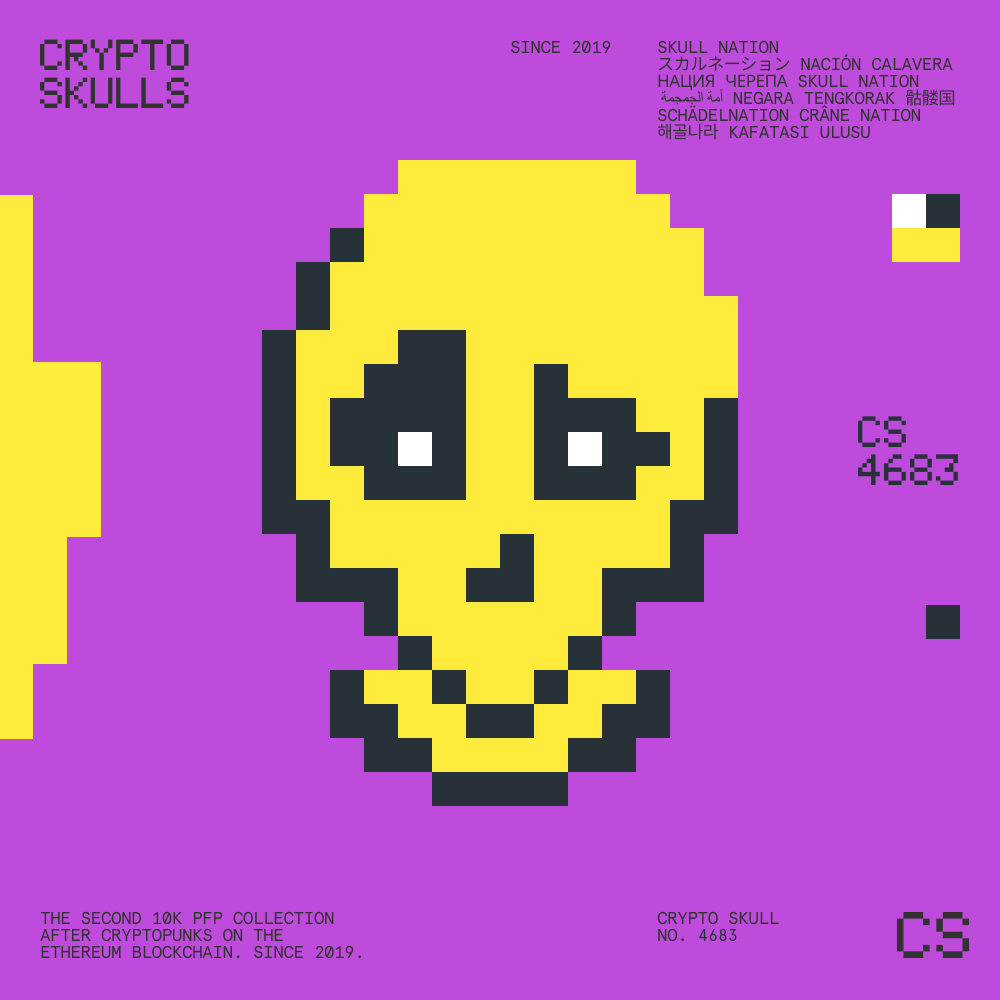 CRYPTO
SKULLS
SINCE 2019
SKULL NATION
スカルネーション NACIÓN CALAVERA
НАЦИЯ ЧЕРЕПА SKULL NATION
أمة الجمجمة NEGARA TENGKORAK 骷髅国
SCHÄDELNATION CRÂNE NATION
해골나라 KAFATASI ULUSU
CS
4683
THE SECOND 10K PFP COLLECTION
AFTER CRYPTOPUNKS ON THE
ETHEREUM BLOCKCHAIN. SINCE 2019.
CRYPTO SKULL
NO. 4683
CS